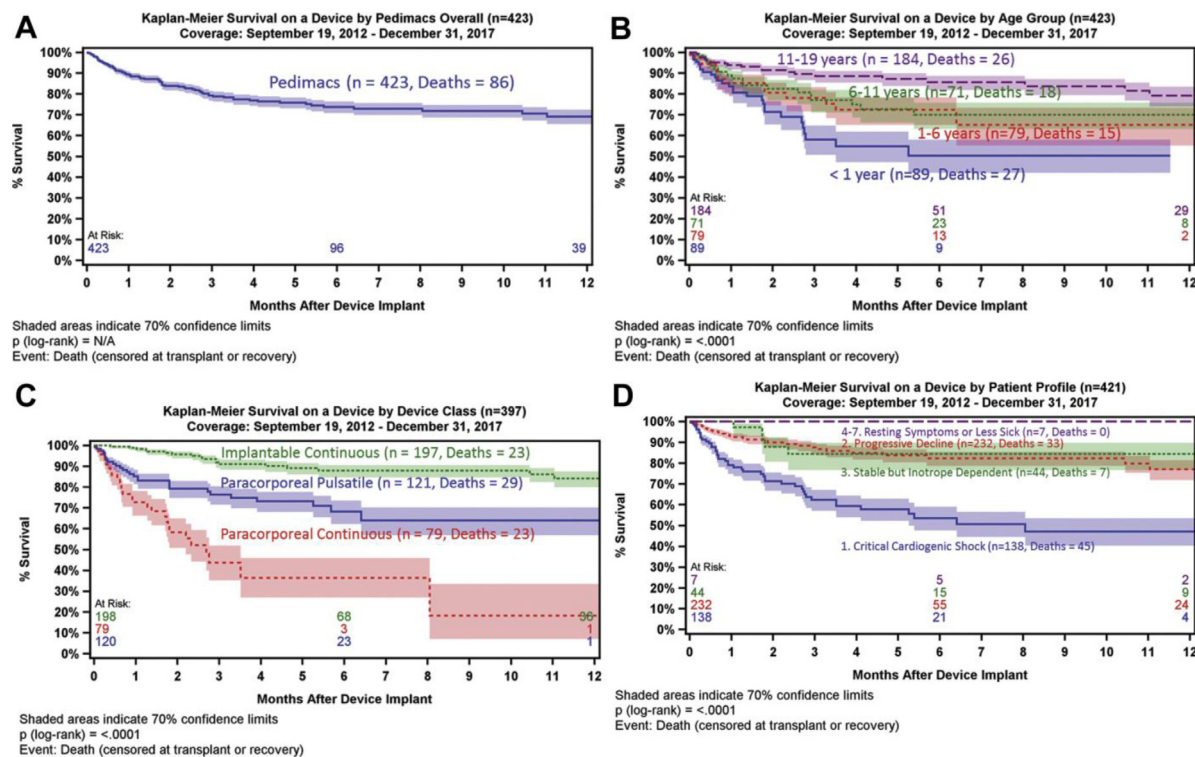 A
Kaplan-Meier Survival on a Device by Pedimacs Overall (n=423)
Coverage: September 19, 2012 - December 31, 2017
% Survival
100%
90%
80%
70%
60%
50%
40%
30%
20%
10%
0%
Pedimacs (n = 423, Deaths = 86)
At Risk:
423 96 39
0 1 2 3 4 5 6 7 8 9 10 11 12
Months After Device Implant
Shaded areas indicate 70% confidence limits
p (log-rank) = N/A
Event: Death (censored at transplant or recovery)
B
Kaplan-Meier Survival on a Device by Age Group (n=423)
Coverage: September 19, 2012 - December 31, 2017
% Survival
100%
90%
80%
70%
60%
50%
40%
30%
20%
10%
0%
11-19 years (n = 184, Deaths = 26)
6-11 years (n=71, Deaths = 18)
1-6 years (n=79, Deaths = 15)
< 1 year (n=89, Deaths = 27)
At Risk:
184 51 29
71 23 8
79 13 2
89 9
0 1 2 3 4 5 6 7 8 9 10 11 12
Months After Device Implant
Shaded areas indicate 70% confidence limits
p (log-rank) = <.0001
Event: Death (censored at transplant or recovery)
C
Kaplan-Meier Survival on a Device by Device Class (n=397)
Coverage: September 19, 2012 - December 31, 2017
% Survival
100%
90%
80%
70%
60%
50%
40%
30%
20%
10%
0%
Implantable Continuous (n = 197, Deaths = 23)
Paracorporeal Pulsatile (n = 121, Deaths = 29)
Paracorporeal Continuous (n = 79, Deaths = 23)
At Risk:
198 68 36
79 3 1
120 23 1
0 1 2 3 4 5 6 7 8 9 10 11 12
Months After Device Implant
Shaded areas indicate 70% confidence limits
p (log-rank) = <.0001
Event: Death (censored at transplant or recovery)
D
Kaplan-Meier Survival on a Device by Patient Profile (n=421)
Coverage: September 19, 2012 - December 31, 2017
% Survival
100%
90%
80%
70%
60%
50%
40%
30%
20%
10%
0%
4-7. Resting Symptoms or Less Sick (n=7, Deaths = 0)
2. Progressive Decline (n=232, Deaths = 33)
3. Stable but Inotrope Dependent (n=44, Deaths = 7)
1. Critical Cardiogenic Shock (n=138, Deaths = 45)
At Risk:
7 5 2
44 15 9
232 55 24
138 21 4
0 1 2 3 4 5 6 7 8 9 10 11 12
Months After Device Implant
Shaded areas indicate 70% confidence limits
p (log-rank) = <.0001
Event: Death (censored at transplant or recovery)